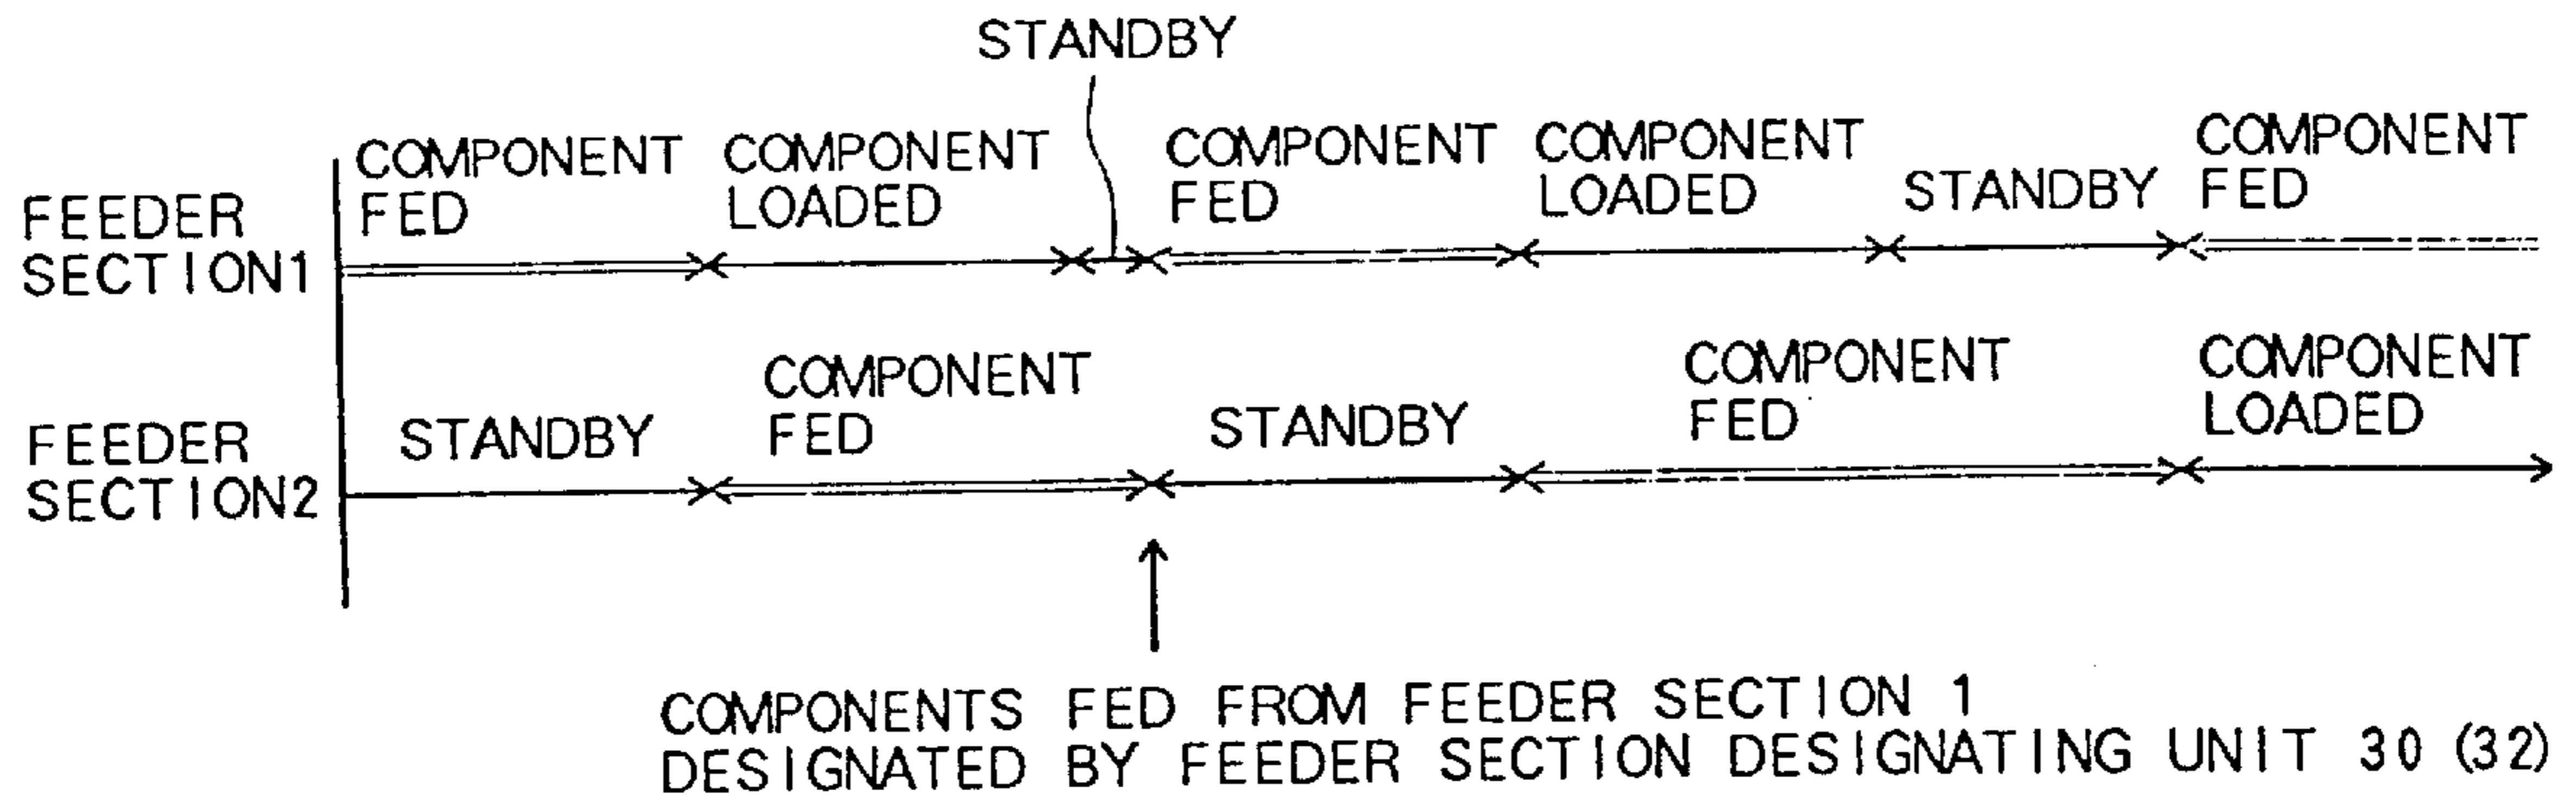 STANDBY
COMPONENT
FED
COMPONENT
LOADED
COMPONENT
FED
COMPONENT
LOADED
STANDBY
COMPONENT
FED
FEEDER
SECTION1
STANDBY
COMPONENT
FED
STANDBY
COMPONENT
FED
COMPONENT
LOADED
FEEDER
SECTION2
COMPONENTS FED FROM FEEDER SECTION 1
DESIGNATED BY FEEDER SECTION DESIGNATING UNIT 30 (32)